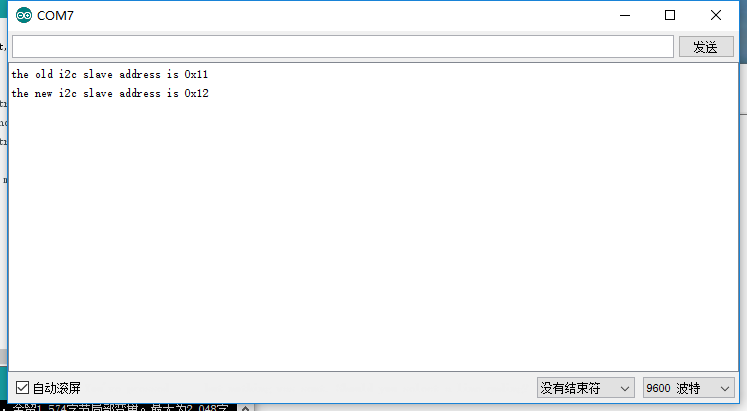 COM7
发送
the old i2c slave address is 0x11
the new i2c slave address is 0x12
自动滚屏
没有结束符
9600 波特